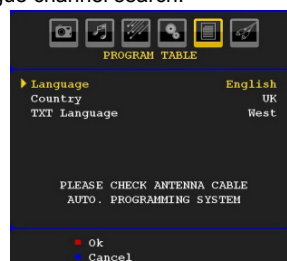 gue channel search.
PROGRAM TABLE
Language English
Country UK
TXT Language West
PLEASE CHECK ANTENNA CABLE
AUTO. PROGRAMMING SYSTEM
Ok
Cancel